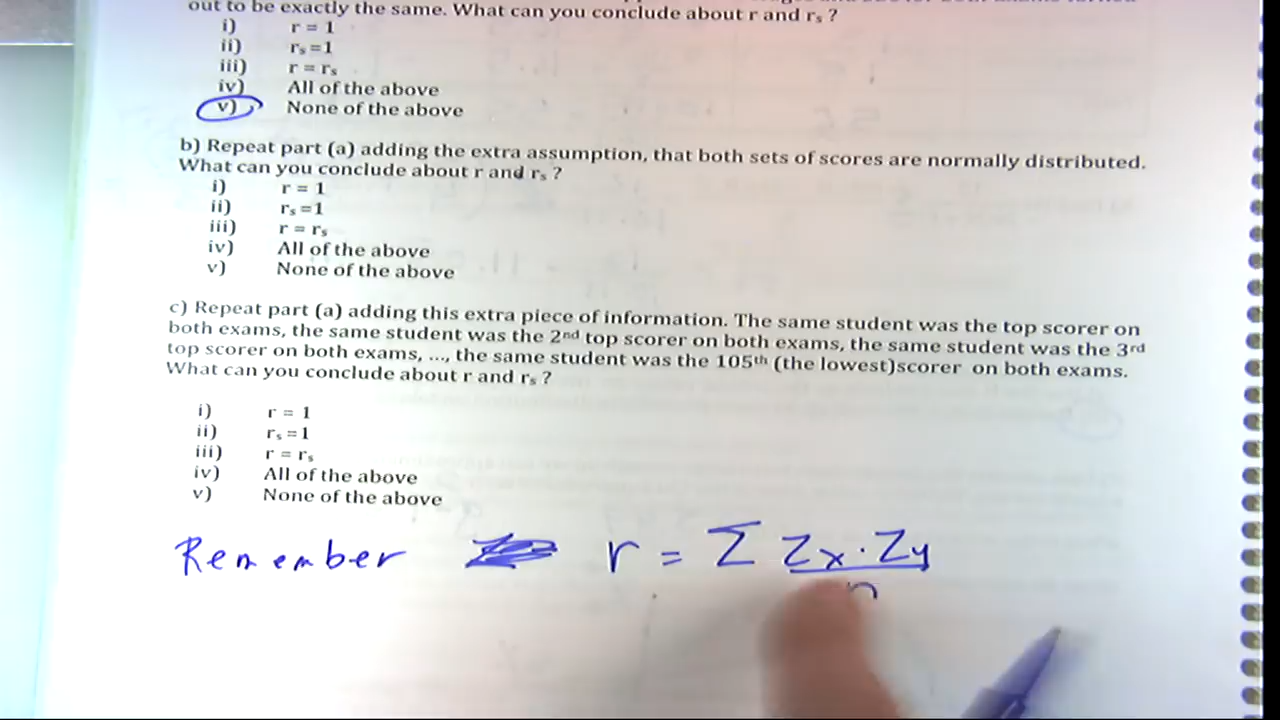 out to be exactly the same. What can you conclude about r and rs ?
i) r = 1
ii) rs =1
iii) r = rs
iv) All of the above
v) None of the above
b) Repeat part (a) adding the extra assumption, that both sets of scores are normally distributed.
What can you conclude about r and rs ?
i) r = 1
ii) rs =1
iii) r = rs
iv) All of the above
v) None of the above
c) Repeat part (a) adding this extra piece of information. The same student was the top scorer on
both exams, the same student was the 2nd top scorer on both exams, the same student was the 3rd
top scorer on both exams, ..., the same student was the 105th (the lowest)scorer on both exams.
What can you conclude about r and rs ?
i) r = 1
ii) rs =1
iii) r = rs
iv) All of the above
v) None of the above
Remember r = Σ Zx · Zy
n